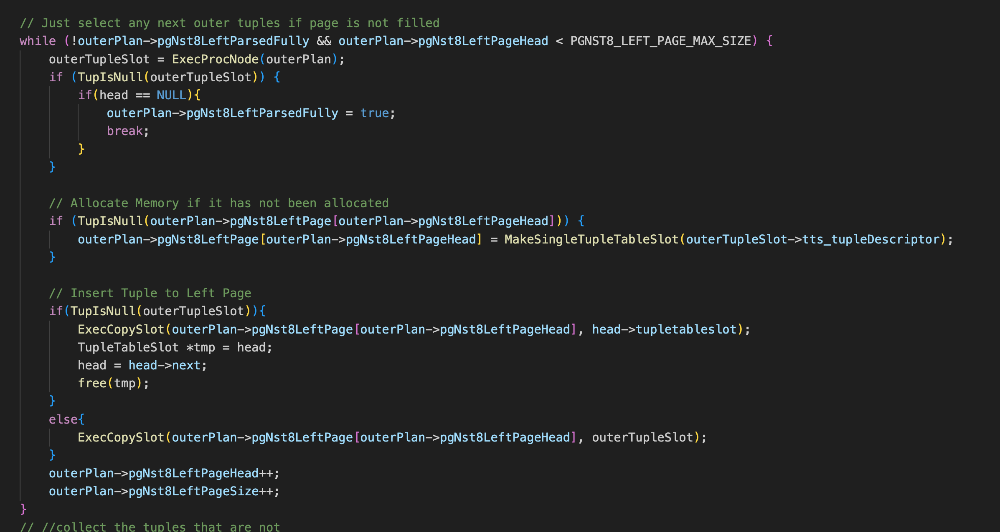 // Just select any next outer tuples if page is not filled
while (!outerPlan->pgNst8LeftParsedFully && outerPlan->pgNst8LeftPageHead < PGNST8_LEFT_PAGE_MAX_SIZE) {
    outerTupleSlot = ExecProcNode(outerPlan);
    if (TupIsNull(outerTupleSlot)) {
        if(head == NULL){
            outerPlan->pgNst8LeftParsedFully = true;
            break;
        }
    }

    // Allocate Memory if it has not been allocated
    if (TupIsNull(outerPlan->pgNst8LeftPage[outerPlan->pgNst8LeftPageHead])) {
        outerPlan->pgNst8LeftPage[outerPlan->pgNst8LeftPageHead] = MakeSingleTupleTableSlot(outerTupleSlot->tts_tupleDescriptor);
    }

    // Insert Tuple to Left Page
    if(TupIsNull(outerTupleSlot)){
        ExecCopySlot(outerPlan->pgNst8LeftPage[outerPlan->pgNst8LeftPageHead], head->tupletableslot);
        TupleTableSlot *tmp = head;
        head = head->next;
        free(tmp);
    }
    else{
        ExecCopySlot(outerPlan->pgNst8LeftPage[outerPlan->pgNst8LeftPageHead], outerTupleSlot);
    }
    outerPlan->pgNst8LeftPageHead++;
    outerPlan->pgNst8LeftPageSize++;
}
// //collect the tuples that are not